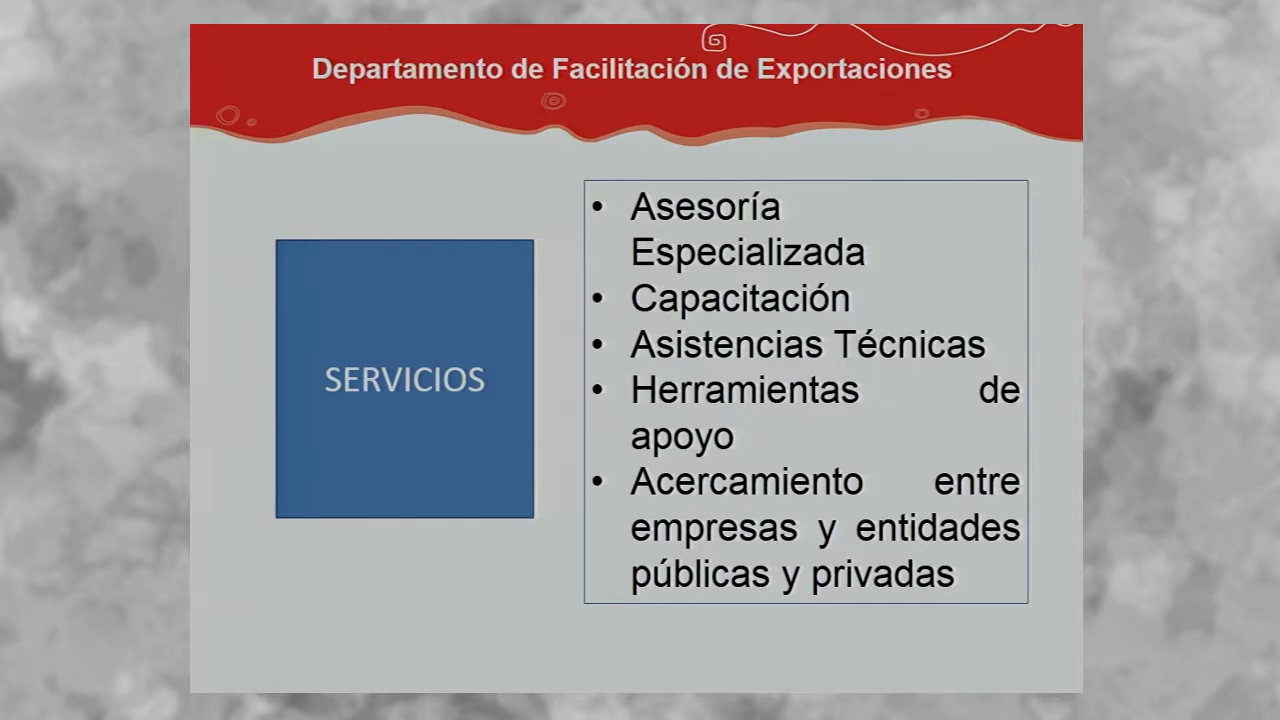 Departamento de Facilitación de Exportaciones
SERVICIOS
• Asesoría
Especializada
• Capacitación
• Asistencias Técnicas
• Herramientas de
apoyo
• Acercamiento entre
empresas y entidades
públicas y privadas